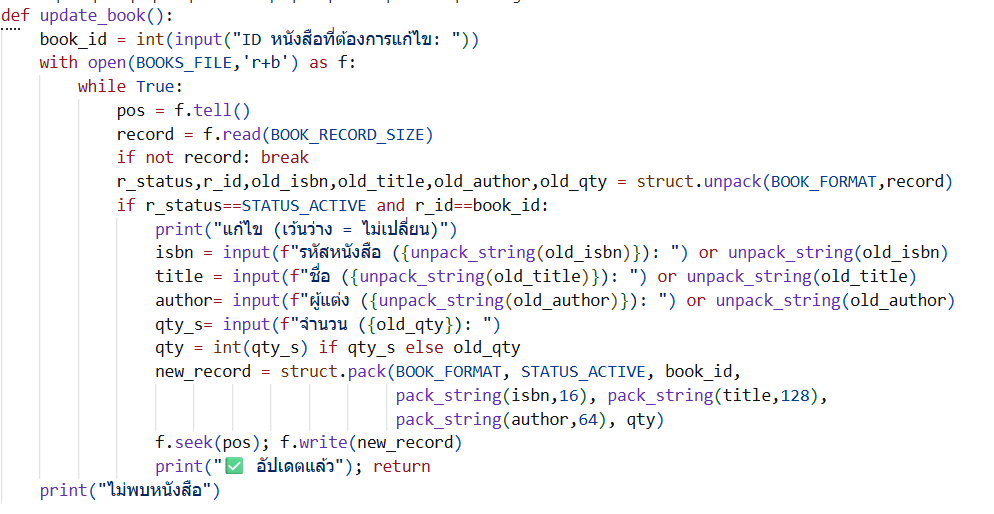 def update_book():
    book_id = int(input("ID หนังสือที่ต้องการแก้ไข: "))
    with open(BOOKS_FILE,'r+b') as f:
        while True:
            pos = f.tell()
            record = f.read(BOOK_RECORD_SIZE)
            if not record: break
            r_status,r_id,old_isbn,old_title,old_author,old_qty = struct.unpack(BOOK_FORMAT,record)
            if r_status==STATUS_ACTIVE and r_id==book_id:
                print("แก้ไข (เว้นว่าง = ไม่เปลี่ยน)")
                isbn = input(f"รหัสหนังสือ ({unpack_string(old_isbn)}): ") or unpack_string(old_isbn)
                title = input(f"ชื่อ ({unpack_string(old_title)}): ") or unpack_string(old_title)
                author= input(f"ผู้แต่ง ({unpack_string(old_author)}): ") or unpack_string(old_author)
                qty_s= input(f"จำนวน ({old_qty}): ")
                qty = int(qty_s) if qty_s else old_qty
                new_record = struct.pack(BOOK_FORMAT, STATUS_ACTIVE, book_id,
                                         pack_string(isbn,16), pack_string(title,128),
                                         pack_string(author,64), qty)
                f.seek(pos); f.write(new_record)
                print("✅ อัปเดตแล้ว"); return
    print("ไม่พบหนังสือ")